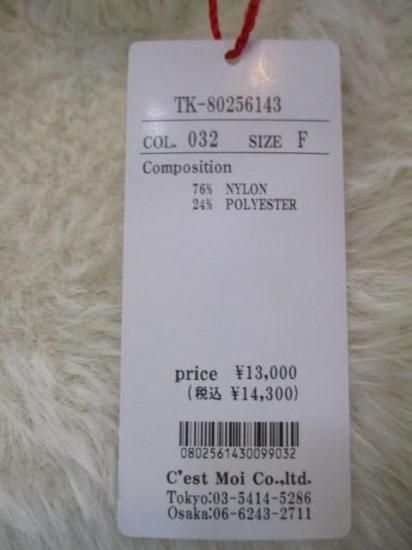 TK-80256143
COL. 032 SIZE F
Composition
76% NYLON
24% POLYESTER
price ¥13,000
(税込 ¥14,300)
0802561430099032
C'est Moi Co.,ltd.
Tokyo:03-5414-5286
Osaka:06-6243-2711